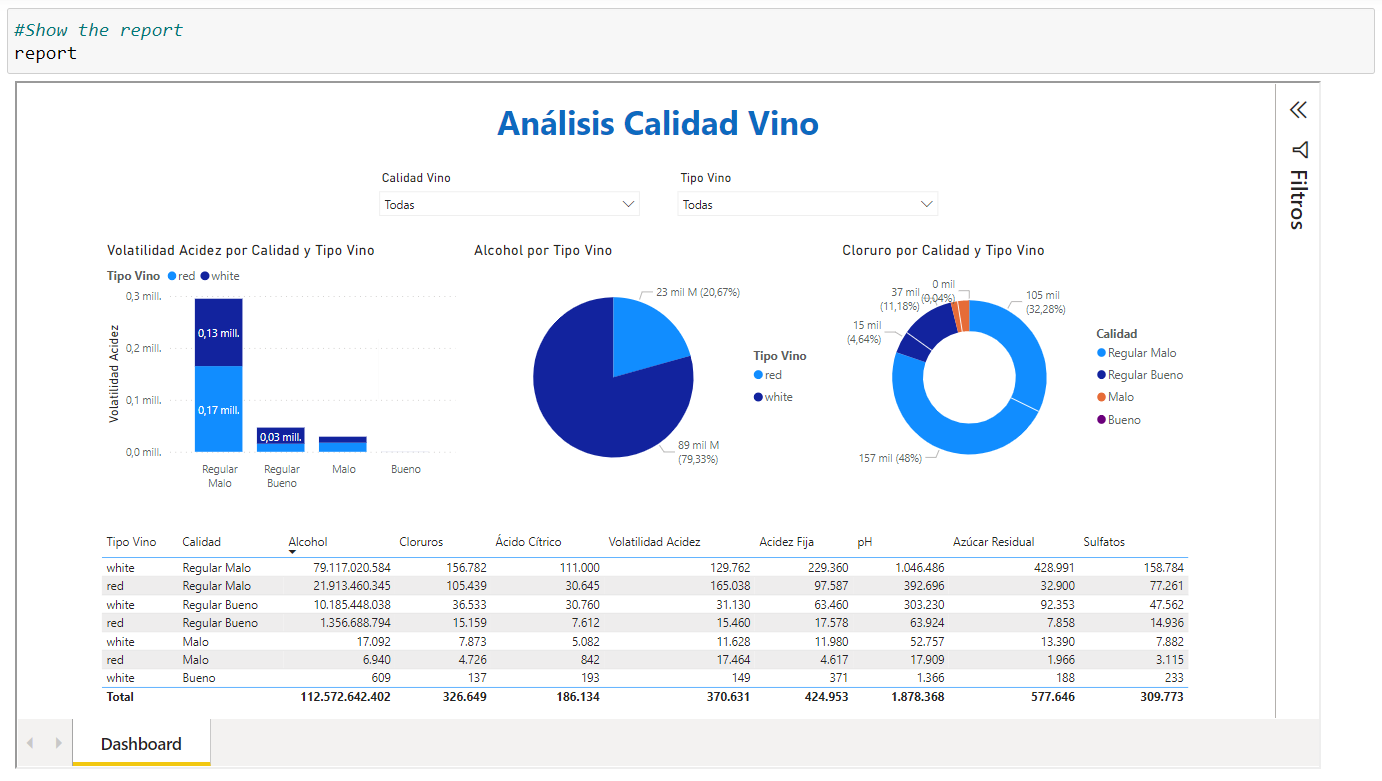 #Show the report
report
Análisis Calidad Vino
Filtros
Calidad Vino
Todas
Tipo Vino
Todas
Volatilidad Acidez por Calidad y Tipo Vino
Tipo Vino red white
Volatilidad Acidez
0,3 mill.
0,2 mill.
0,1 mill.
0,0 mill.
0,13 mill.
0,17 mill.
0,03 mill.
Regular
Malo
Regular
Bueno
Malo
Bueno
Alcohol por Tipo Vino
23 mil M (20,67%)
89 mil M
(79,33%)
Tipo Vino
red
white
Cloruro por Calidad y Tipo Vino
0 mil
(0,04%)
37 mil
(11,18%)
15 mil
(4,64%)
105 mil
(32,28%)
157 mil (48%)
Calidad
Regular Malo
Regular Bueno
Malo
Bueno
Tipo Vino Calidad Alcohol Cloruros Ácido Cítrico Volatilidad Acidez Acidez Fija pH Azúcar Residual Sulfatos
white Regular Malo 79.117.020.584 156.782 111.000 129.762 229.360 1.046.486 428.991 158.784
red Regular Malo 21.913.460.345 105.439 30.645 165.038 97.587 392.696 32.900 77.261
white Regular Bueno 10.185.448.038 36.533 30.760 31.130 63.460 303.230 92.353 47.562
red Regular Bueno 1.356.688.794 15.159 7.612 15.460 17.578 63.924 7.858 14.936
white Malo 17.092 7.873 5.082 11.628 11.980 52.757 13.390 7.882
red Malo 6.940 4.726 842 17.464 4.617 17.909 1.966 3.115
white Bueno 609 137 193 149 371 1.366 188 233
Total 112.572.642.402 326.649 186.134 370.631 424.953 1.878.368 577.646 309.773
Dashboard